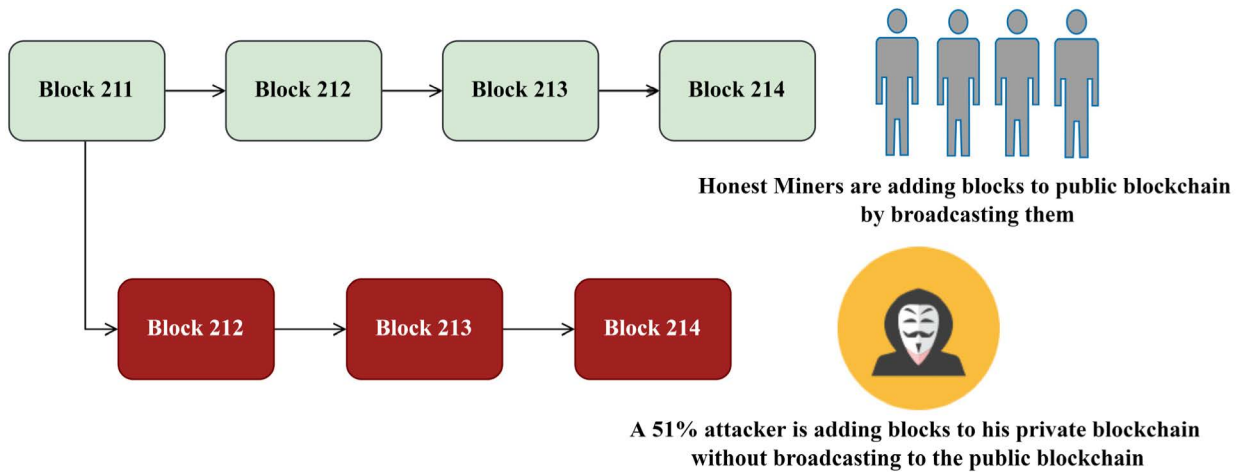 Block 211
Block 212
Block 213
Block 214
Honest Miners are adding blocks to public blockchain
by broadcasting them
Block 212
Block 213
Block 214
A 51% attacker is adding blocks to his private blockchain
without broadcasting to the public blockchain